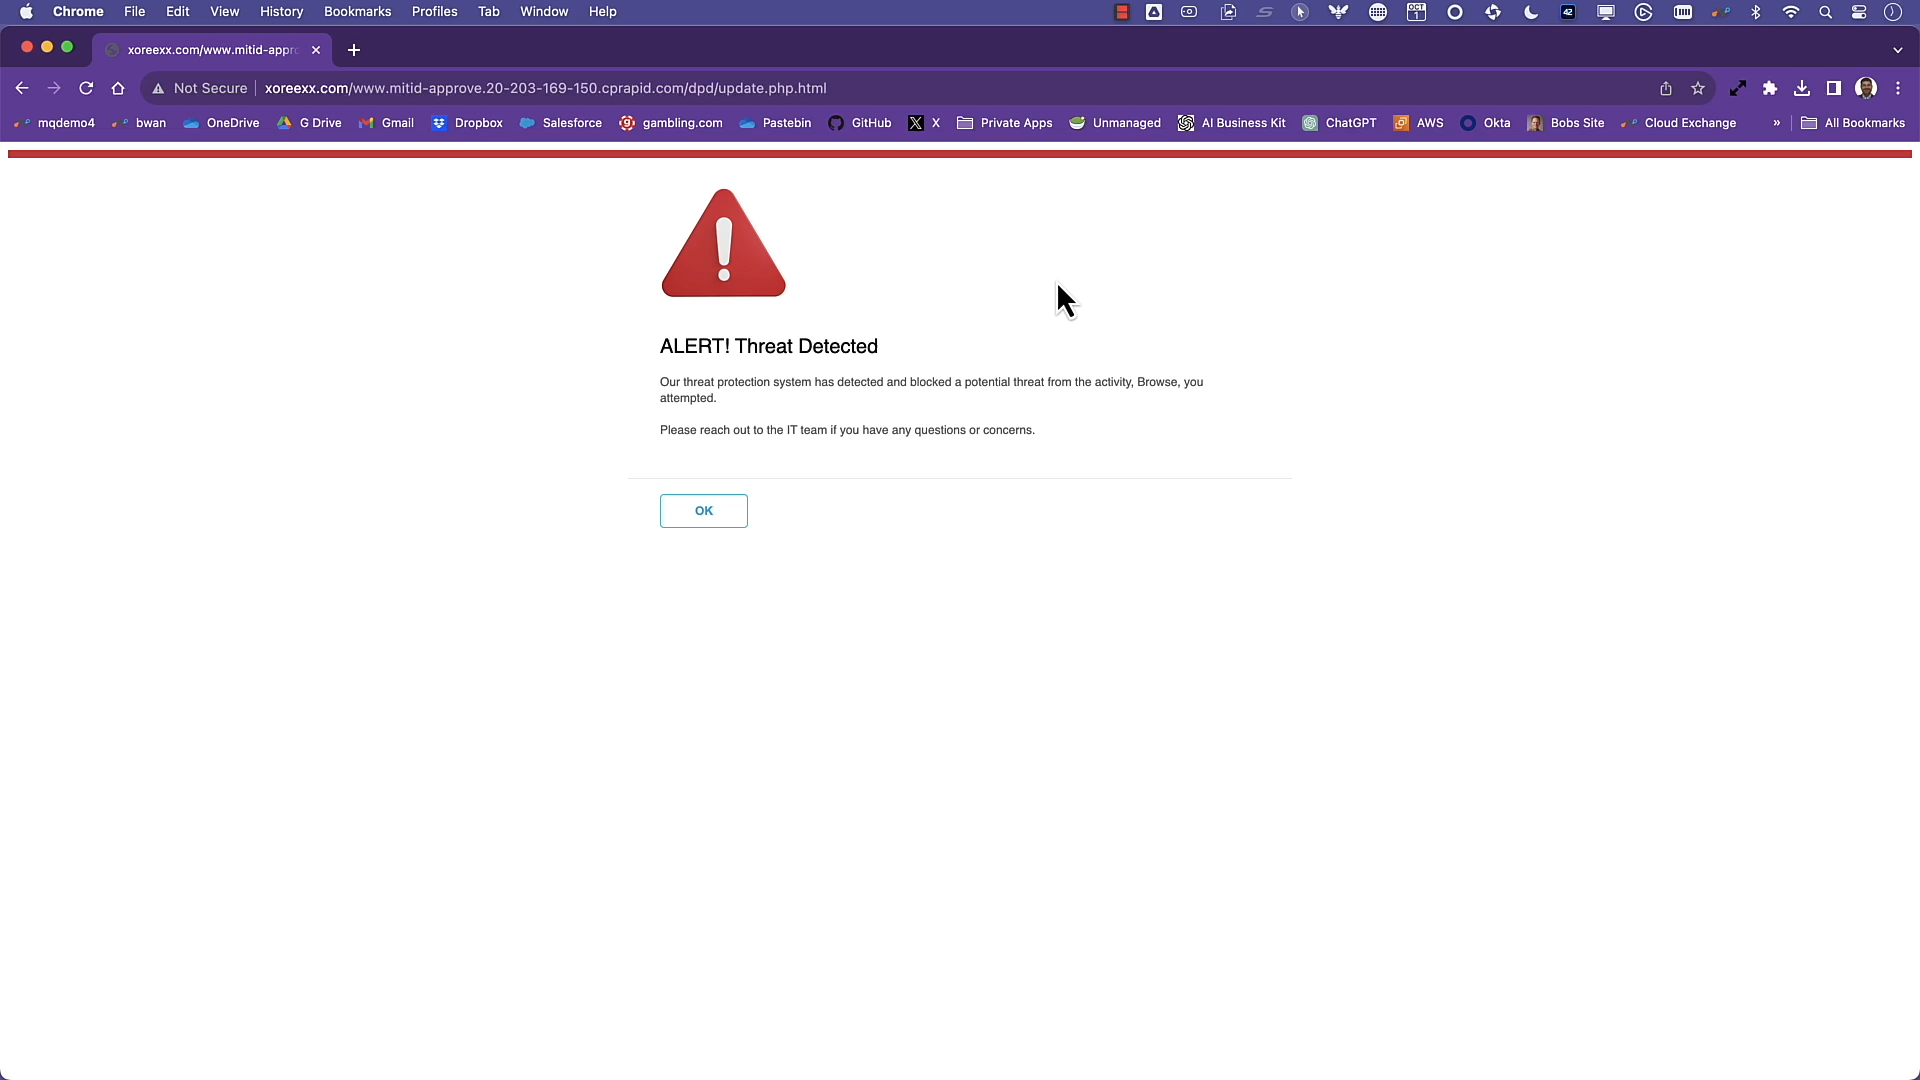 Chrome File Edit View History Bookmarks Profiles Tab Window Help
OCT 1 42
xoreexx.com/www.mitid-appro
Not Secure xoreexx.com/www.mitid-approve.20-203-169-150.cprapid.com/dpd/update.php.html
mqdemo4 bwan OneDrive G Drive Gmail Dropbox Salesforce gambling.com Pastebin GitHub X Private Apps Unmanaged AI Business Kit ChatGPT AWS Okta Bobs Site Cloud Exchange » All Bookmarks
ALERT! Threat Detected
Our threat protection system has detected and blocked a potential threat from the activity, Browse, you
attempted.
Please reach out to the IT team if you have any questions or concerns.
OK